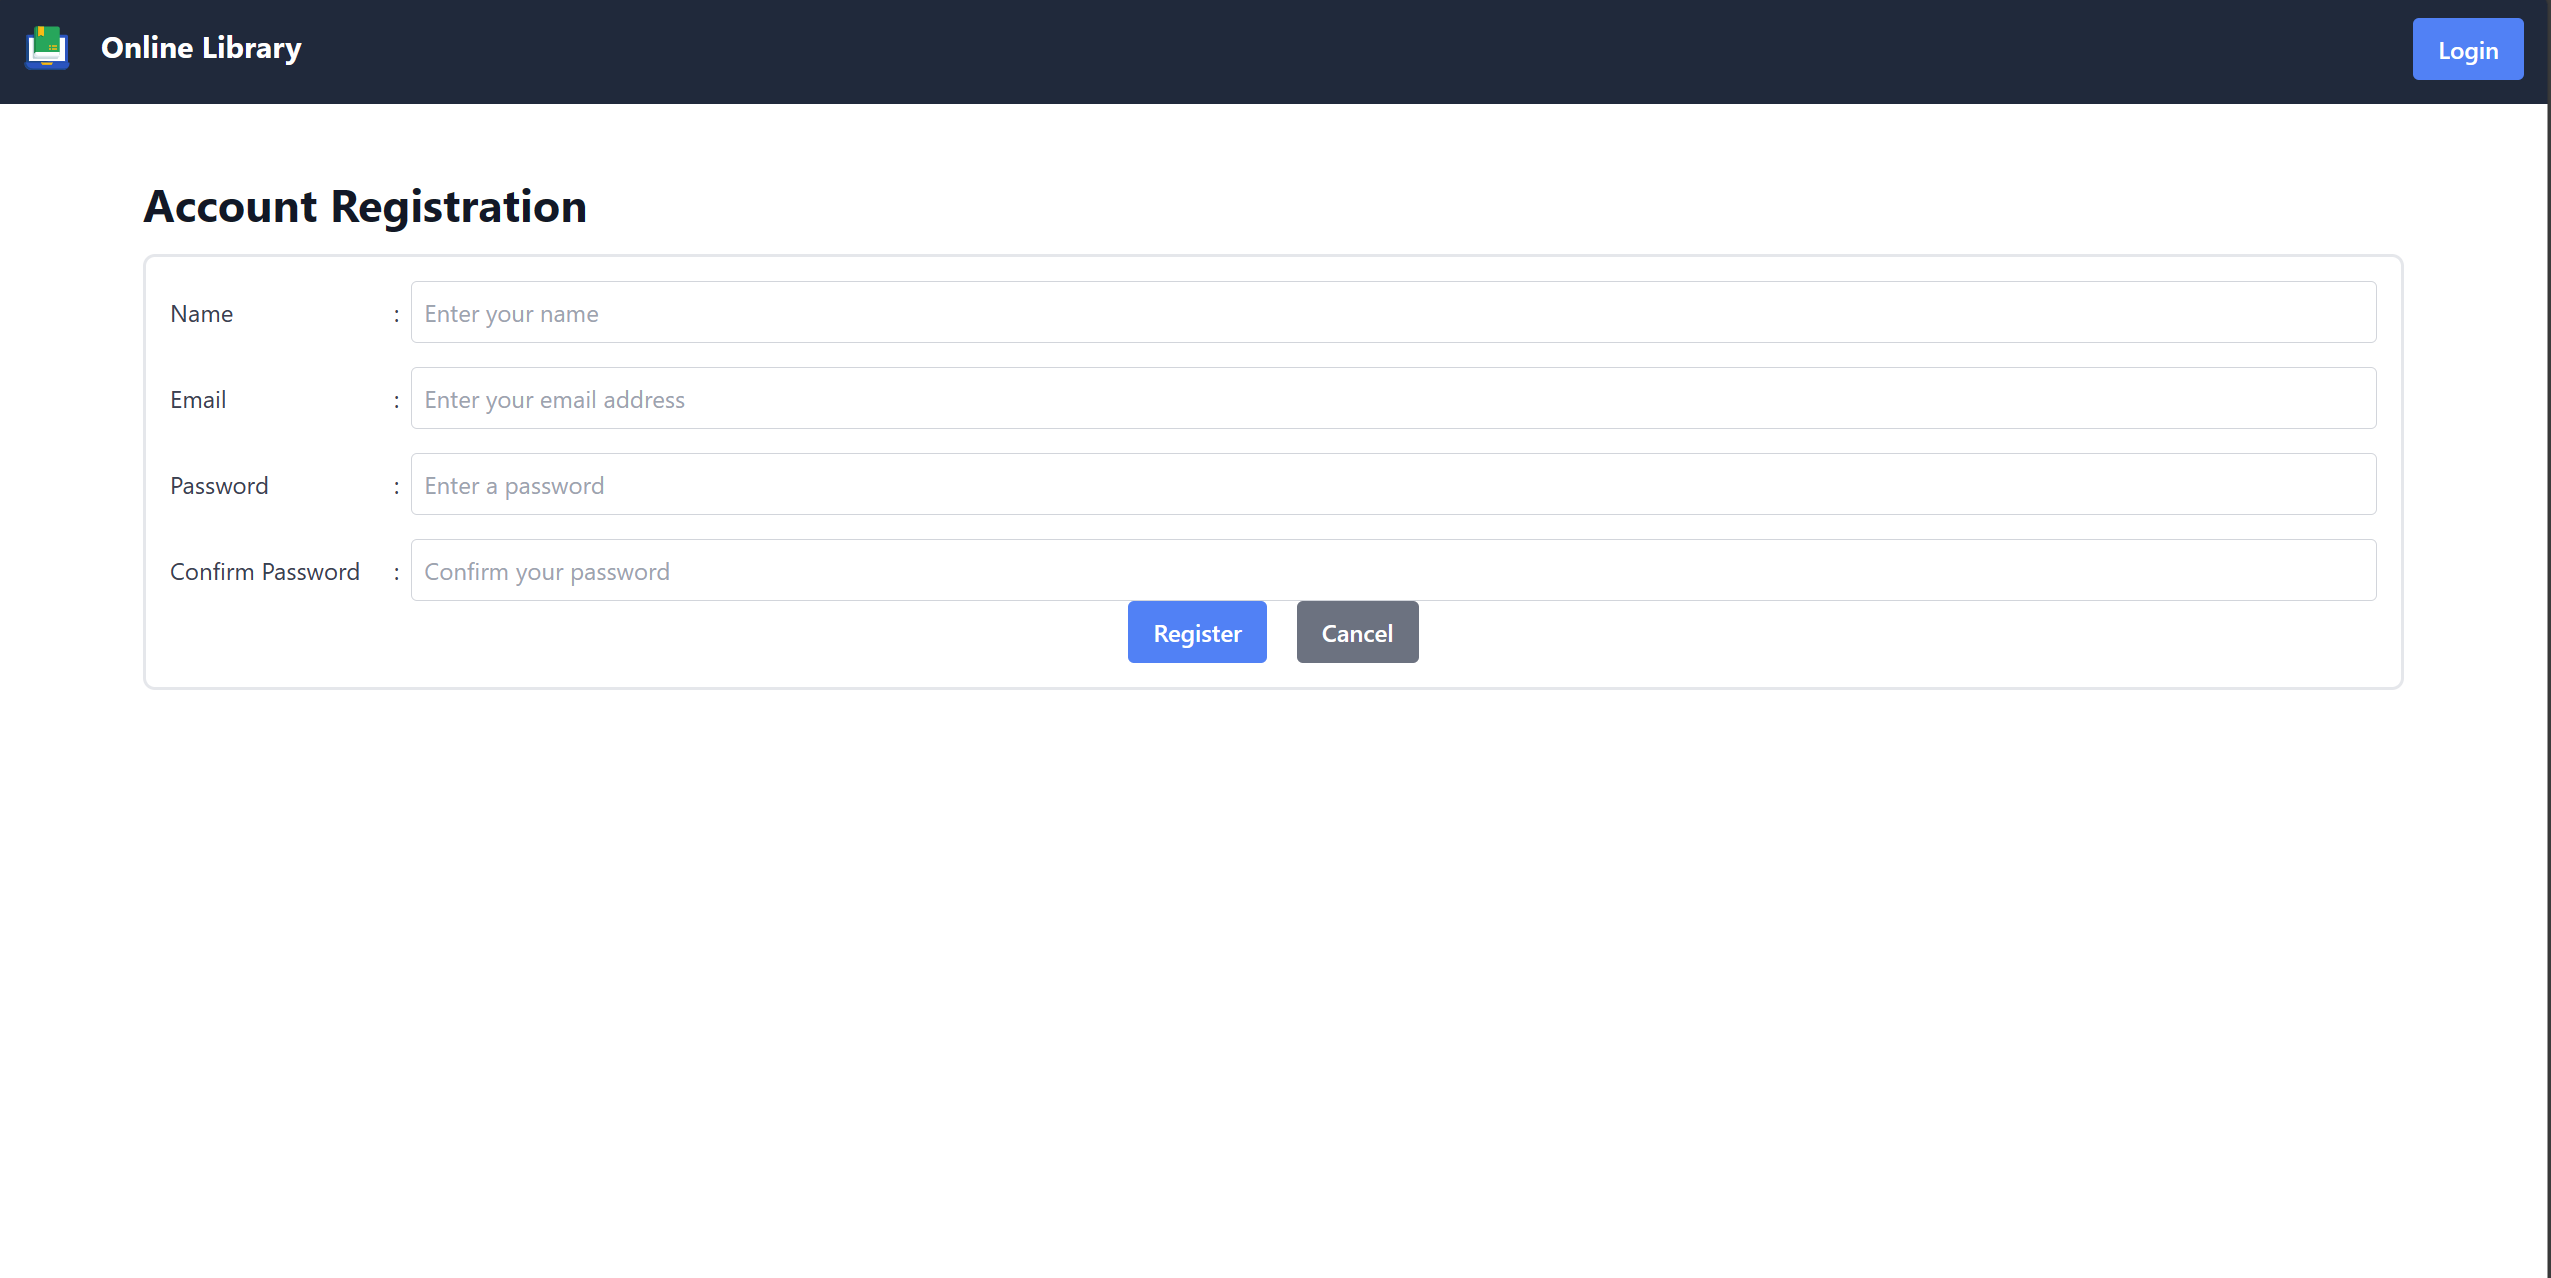 Online Library
Login
Account Registration
Name : Enter your name
Email : Enter your email address
Password : Enter a password
Confirm Password : Confirm your password
Register Cancel